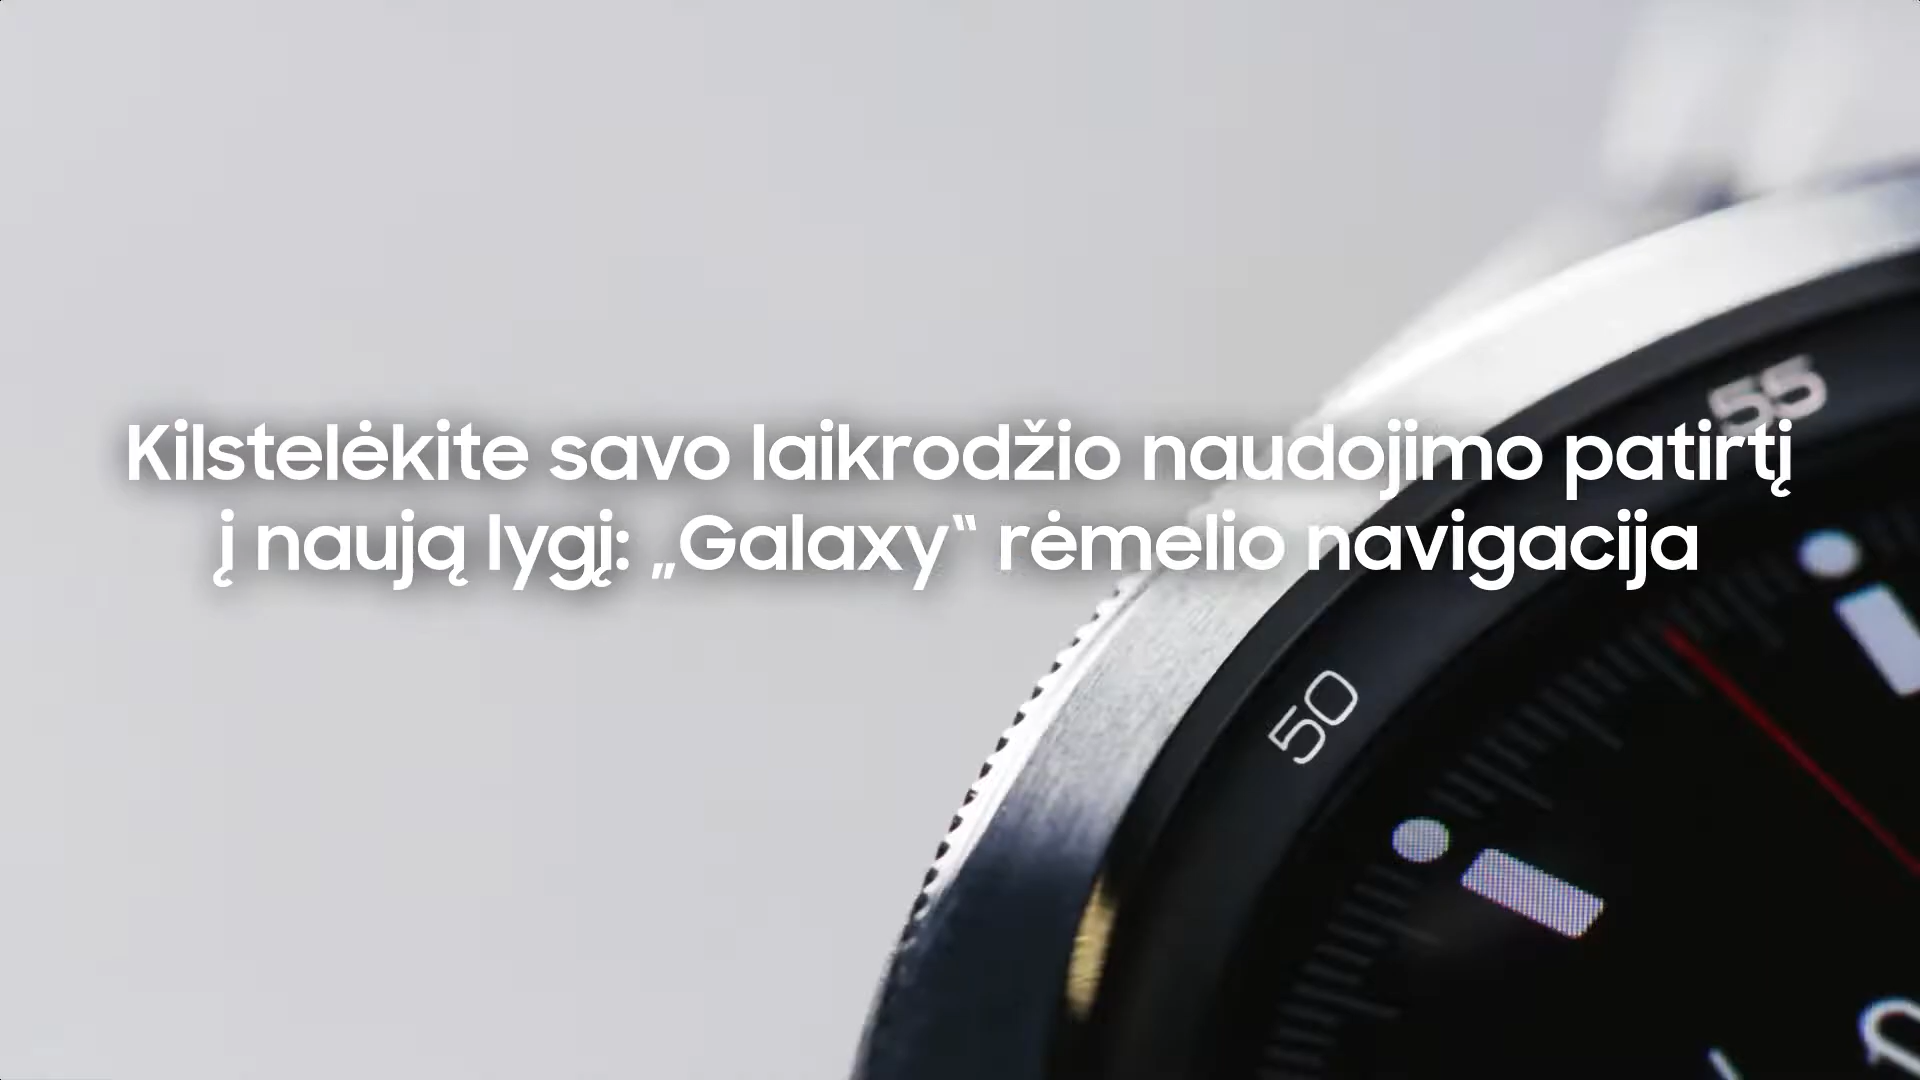 Kilstelėkite savo laikrodžio naudojimo patirtį
į naują lygį: „Galaxy“ rėmelio navigacija
55
50